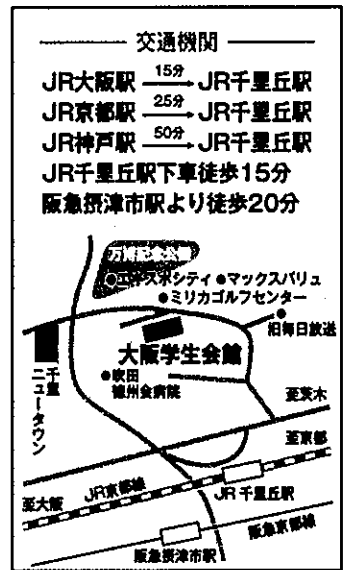 交通機関
JR大阪駅 15分 JR千里丘駅
JR京都駅 25分 JR千里丘駅
JR神戸駅 50分 JR千里丘駅
JR千里丘駅下車徒歩15分
阪急摂津市駅より徒歩20分
万博記念公園
エキスポシティ
マックスバリュ
ミリカゴルフセンター
旧毎日放送
大阪学生会館
千里
ニュータウン
吹田
徳州会病院
至茨木
至京都
至大阪
JR京都線
JR千里丘駅
阪急京都線
阪急摂津市駅